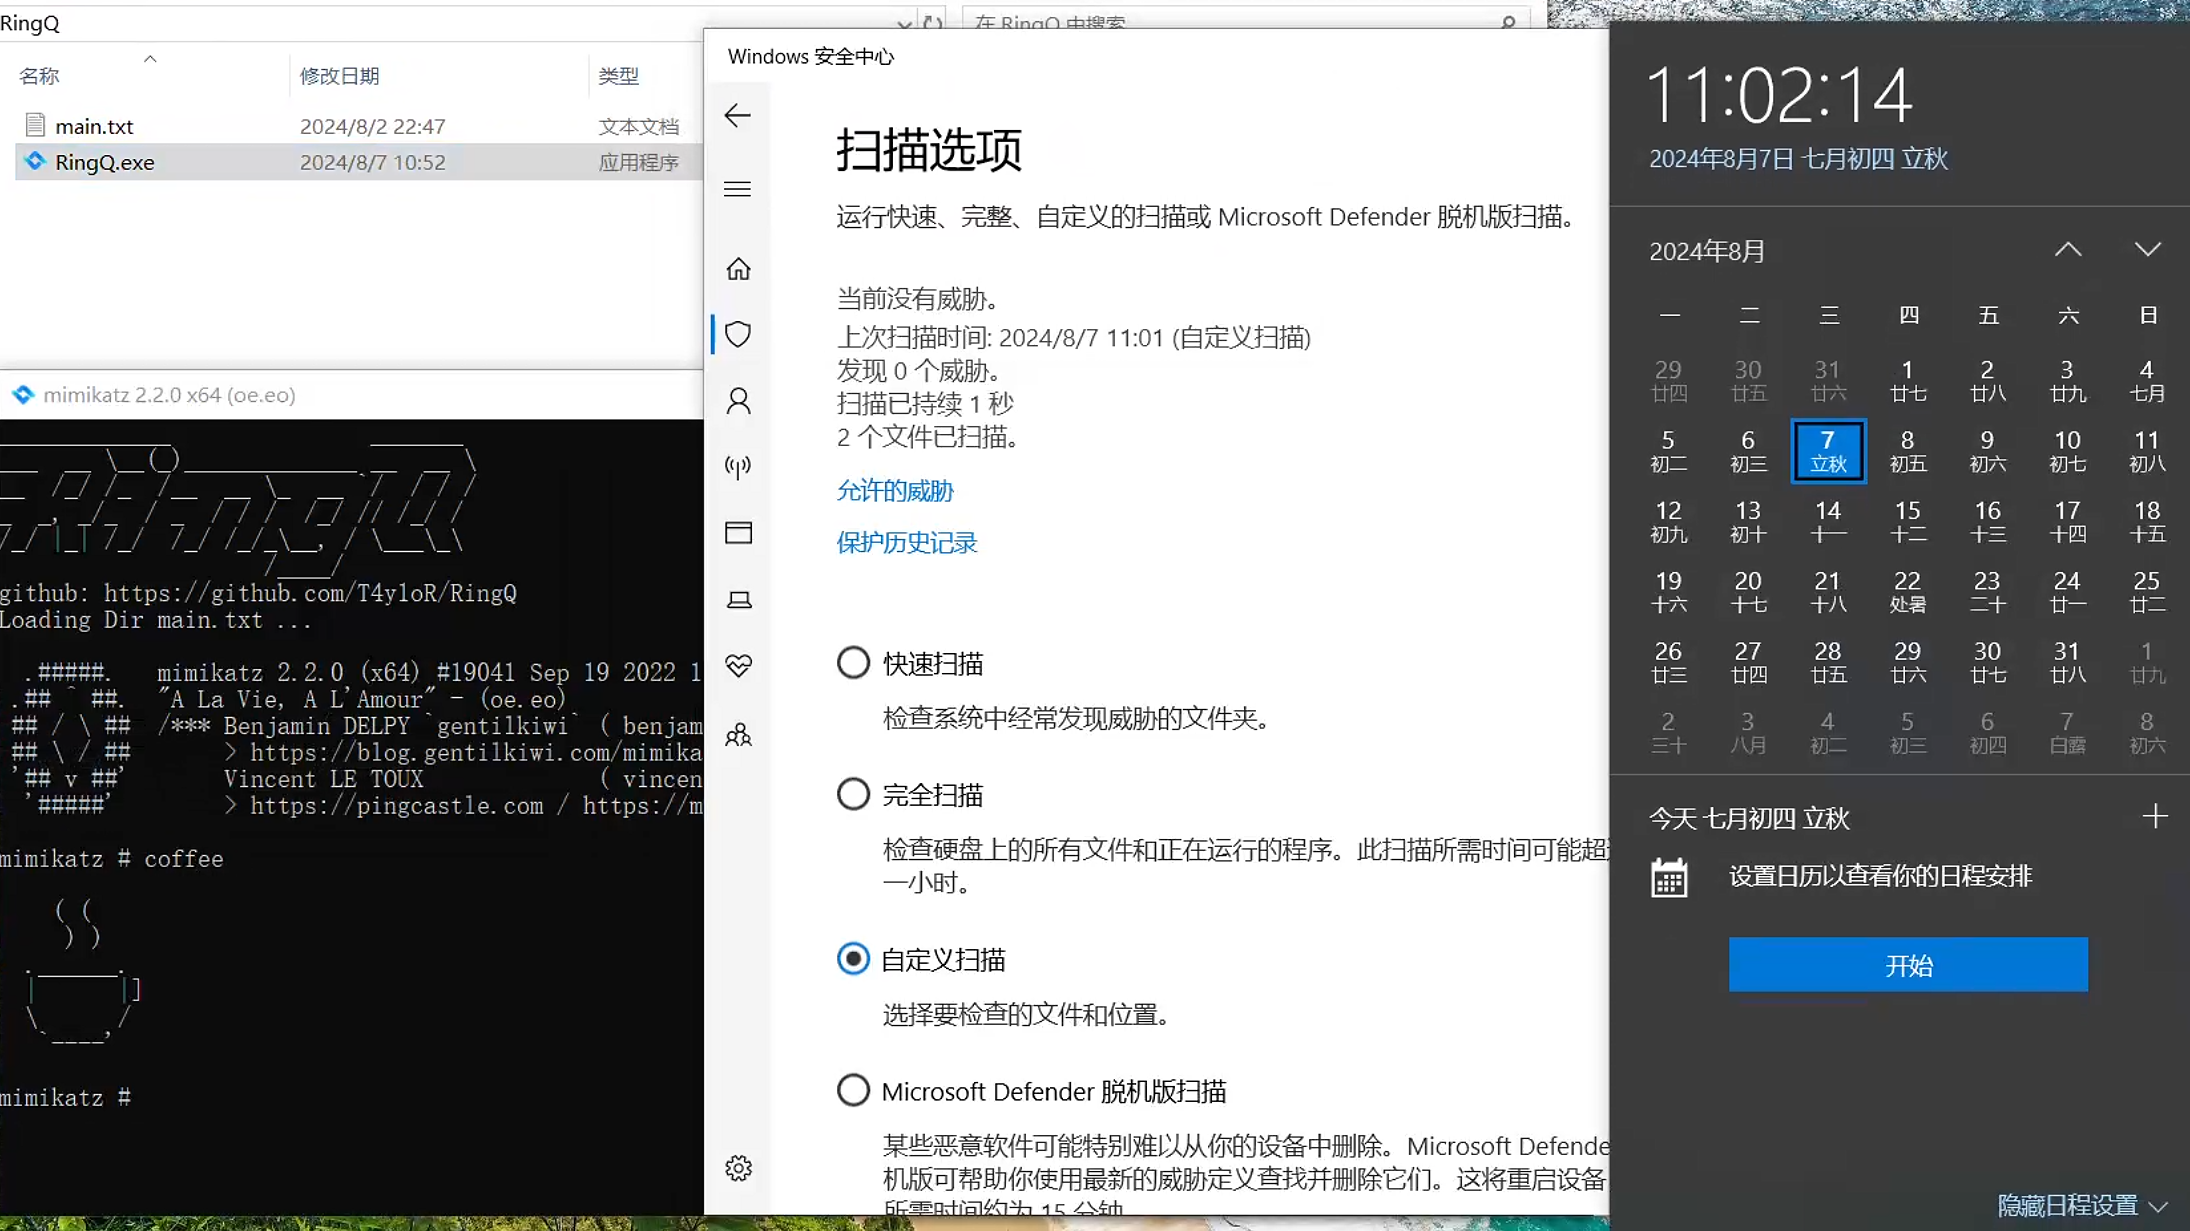 RingQ
在 RingQ 中搜索
名称 修改日期 类型
main.txt 2024/8/2 22:47 文本文档
RingQ.exe 2024/8/7 10:52 应用程序
mimikatz 2.2.0 x64 (oe.eo)
github: https://github.com/T4yloR/RingQ
Loading Dir main.txt ...
.#####. mimikatz 2.2.0 (x64) #19041 Sep 19 2022 1
.## ^ ##. "A La Vie, A L'Amour" - (oe.eo)
## / \ ## /*** Benjamin DELPY `gentilkiwi` ( benjam
## \ / ## > https://blog.gentilkiwi.com/mimika
'## v ##' Vincent LE TOUX ( vincen
'#####' > https://pingcastle.com / https://m
mimikatz # coffee
mimikatz #
Windows 安全中心
扫描选项
运行快速、完整、自定义的扫描或 Microsoft Defender 脱机版扫描。
当前没有威胁。
上次扫描时间: 2024/8/7 11:01 (自定义扫描)
发现 0 个威胁。
扫描已持续 1 秒
2 个文件已扫描。
允许的威胁
保护历史记录
快速扫描
检查系统中经常发现威胁的文件夹。
完全扫描
检查硬盘上的所有文件和正在运行的程序。此扫描所需时间可能超过
一小时。
自定义扫描
选择要检查的文件和位置。
Microsoft Defender 脱机版扫描
某些恶意软件可能特别难以从你的设备中删除。Microsoft Defende
机版可帮助你使用最新的威胁定义查找并删除它们。这将重启设备
所需时间约为 15 分钟
11:02:14
2024年8月7日 七月初四 立秋
2024年8月
一 二 三 四 五 六 日
29 30 31 1 2 3 4
廿四 廿五 廿六 廿七 廿八 廿九 七月
5 6 7 8 9 10 11
初二 初三 立秋 初五 初六 初七 初八
12 13 14 15 16 17 18
初九 初十 十一 十二 十三 十四 十五
19 20 21 22 23 24 25
十六 十七 十八 处暑 二十 廿一 廿二
26 27 28 29 30 31 1
廿三 廿四 廿五 廿六 廿七 廿八 廿九
2 3 4 5 6 7 8
三十 八月 初二 初三 初四 白露 初六
今天 七月初四 立秋
设置日历以查看你的日程安排
开始
隐藏日程设置